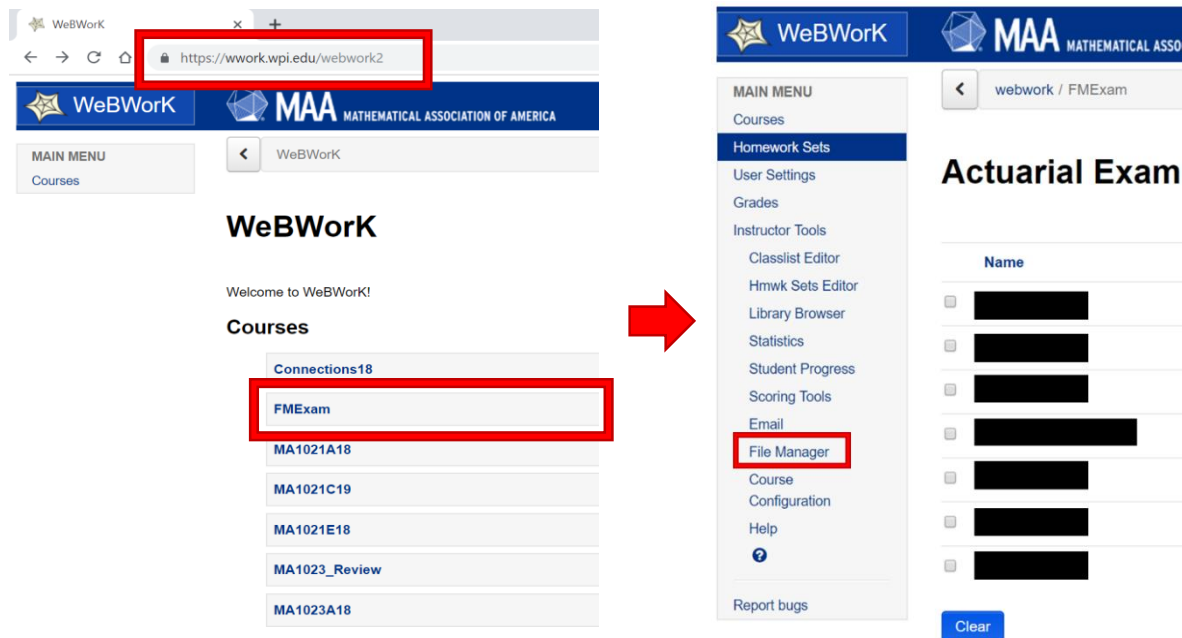 WeBWorK
https://wwork.wpi.edu/webwork2
WeBWorK
MAA MATHEMATICAL ASSOCIATION OF AMERICA
MAIN MENU
Courses
WeBWorK
WeBWorK
Welcome to WeBWorK!
Courses
Connections18
FMExam
MA1021A18
MA1021C19
MA1021E18
MA1023_Review
MA1023A18
WeBWorK
MAA MATHEMATICAL ASSO
MAIN MENU
Courses
Homework Sets
User Settings
Grades
Instructor Tools
Classlist Editor
Hmwk Sets Editor
Library Browser
Statistics
Student Progress
Scoring Tools
Email
File Manager
Course
Configuration
Help
Report bugs
webwork / FMExam
Actuarial Exam
Name
Clear